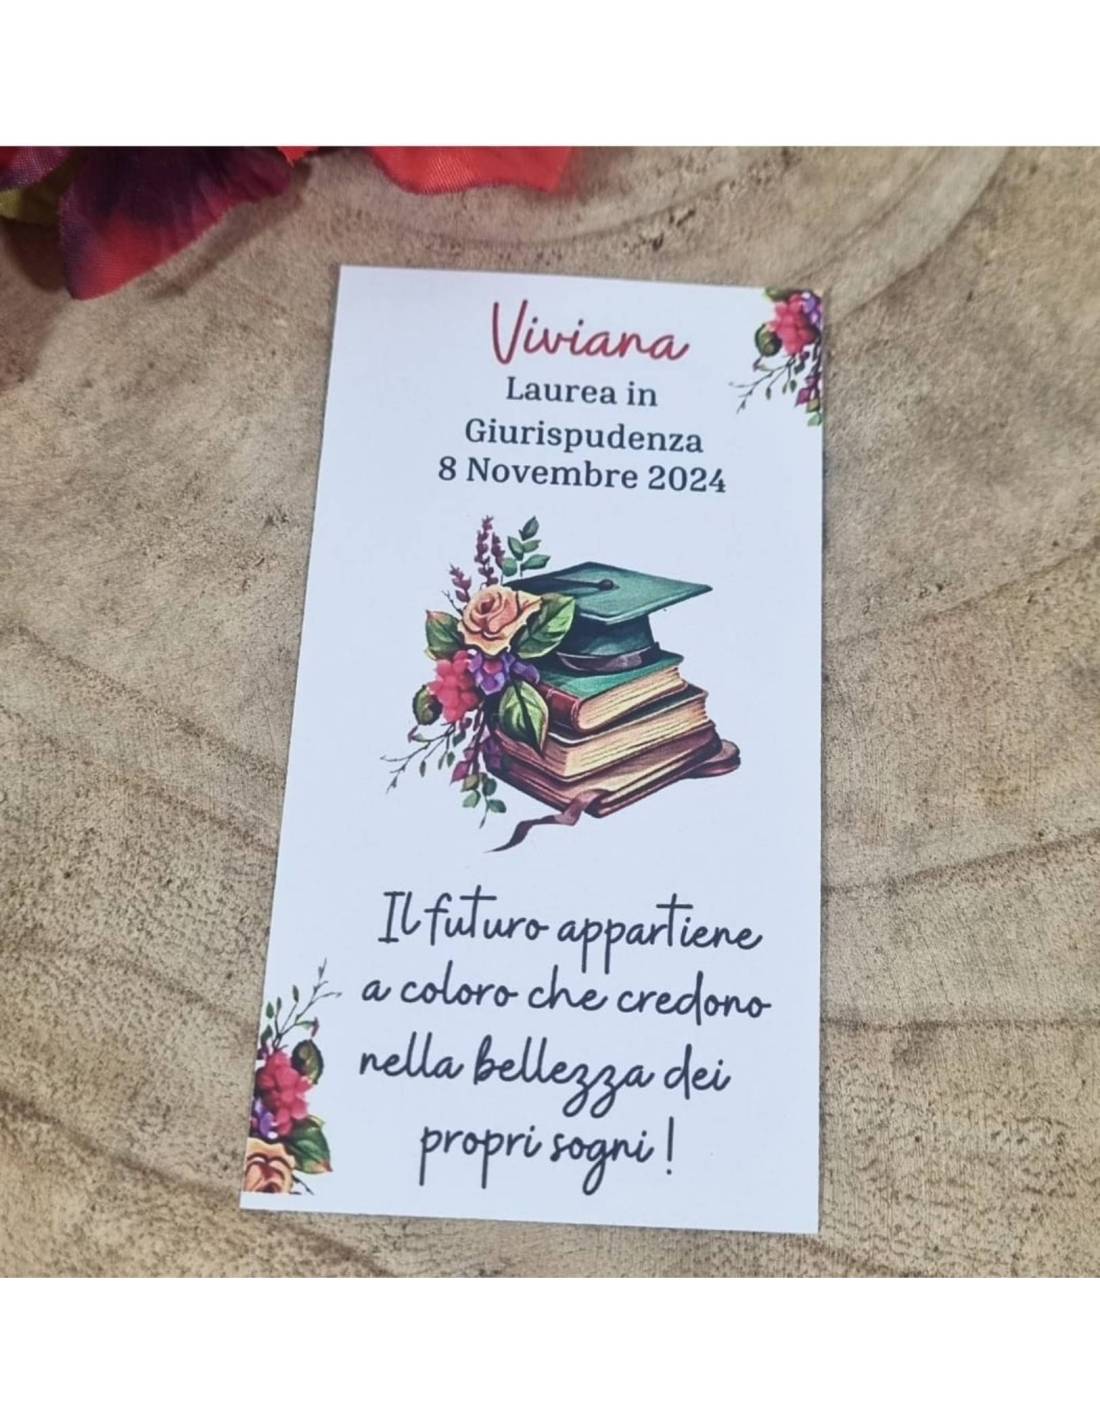 Viviana
Laurea in
Giurispudenza
8 Novembre 2024
Il futuro appartiene
a coloro che credono
nella bellezza dei
propri sogni !